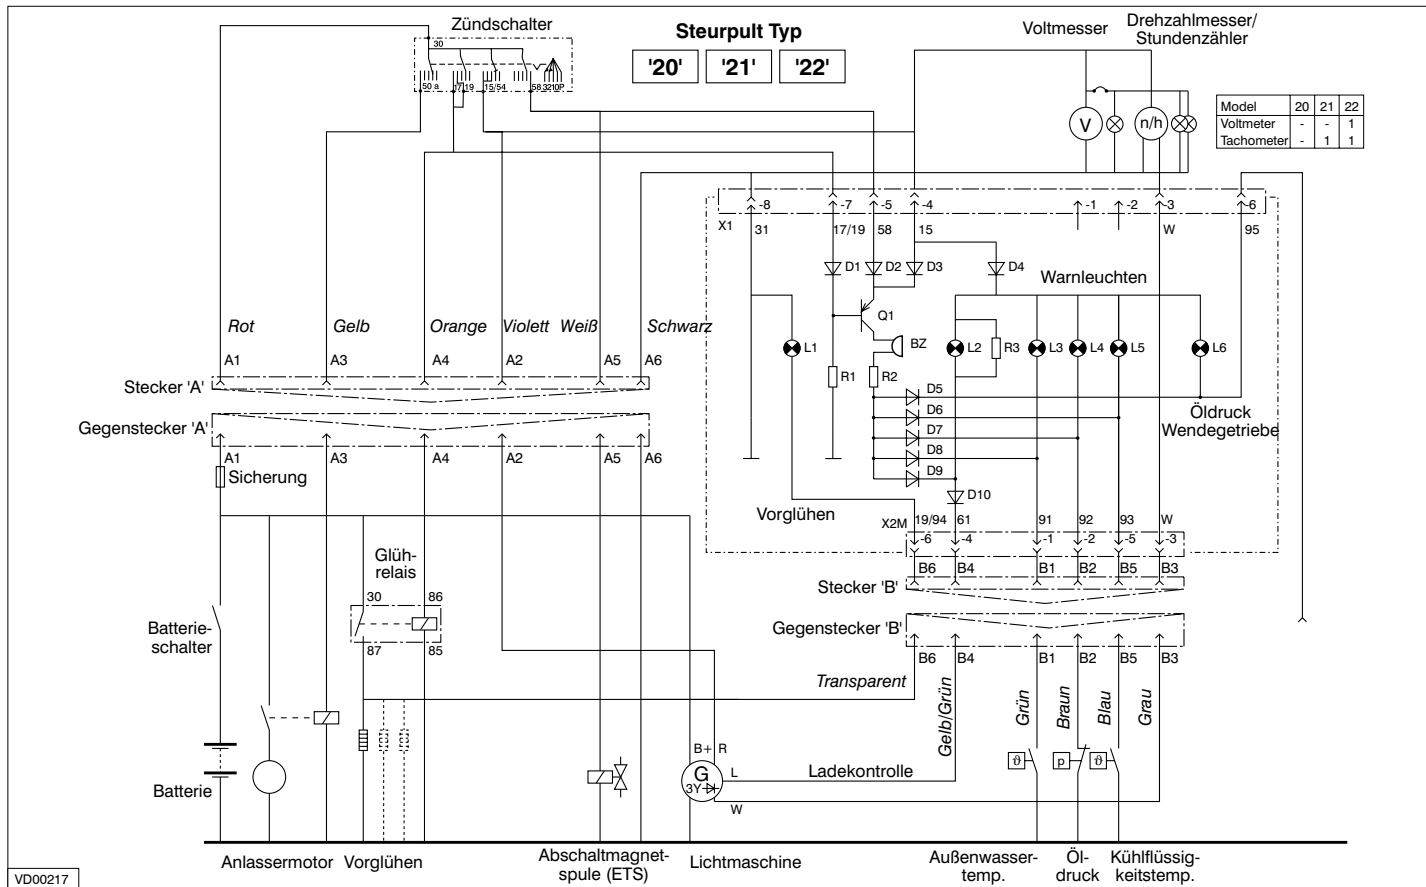 Zündschalter
30
50 a
17/19
15/54
58
3210P
Steurpult Typ
'20'
'21'
'22'
Voltmesser
Drehzahlmesser/
Stundenzähler
V
n/h
Model 20 21 22
Voltmeter - - 1
Tachometer - 1 1
-8
-7
-5
-4
-1
-2
-3
-6
X1
31
17/19
58
15
W
95
D1
D2
D3
D4
Warnleuchten
Q1
BZ
L1
L2
R3
L3
L4
L5
L6
R1
R2
D5
D6
D7
D8
D9
D10
Öldruck
Wendegetriebe
Rot
Gelb
Orange
Violett
Weiß
Schwarz
A1
A3
A4
A2
A5
A6
Stecker 'A'
Gegenstecker 'A'
A1
A3
A4
A2
A5
A6
Sicherung
Vorglühen
X2M
19/94
61
91
92
93
W
-6
-4
-1
-2
-5
-3
B6
B4
B1
B2
B5
B3
Stecker 'B'
Gegenstecker 'B'
B6
B4
B1
B2
B5
B3
Glüh-
relais
30
86
87
85
Batterie-
schalter
Transparent
Gelb/Grün
Grün
Braun
Blau
Grau
B+
R
G
3Y
L
W
Ladekontrolle
ϑ
p
ϑ
Batterie
Anlassermotor
Vorglühen
Abschaltmagnet-
spule (ETS)
Lichtmaschine
Außenwasser-
temp.
Öl-
druck
Kühlflüssig-
keitstemp.
VD00217